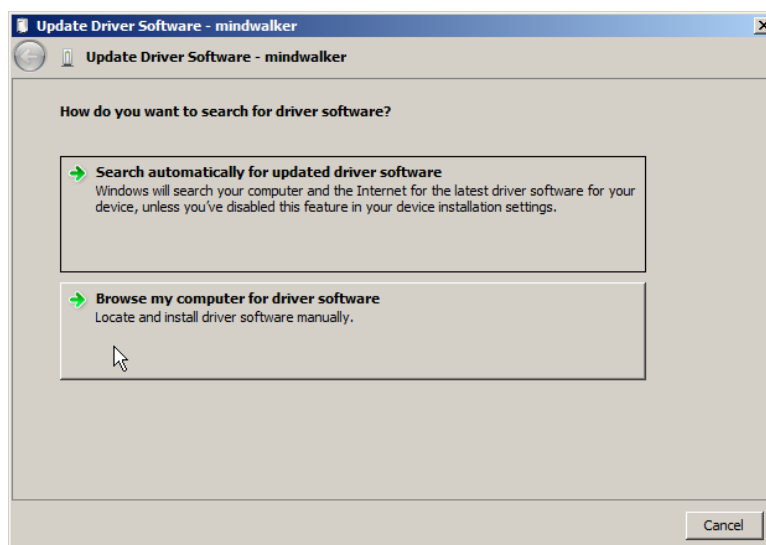 Update Driver Software - mindwalker
Update Driver Software - mindwalker
How do you want to search for driver software?
Search automatically for updated driver software
Windows will search your computer and the Internet for the latest driver software for your
device, unless you've disabled this feature in your device installation settings.
Browse my computer for driver software
Locate and install driver software manually.
Cancel